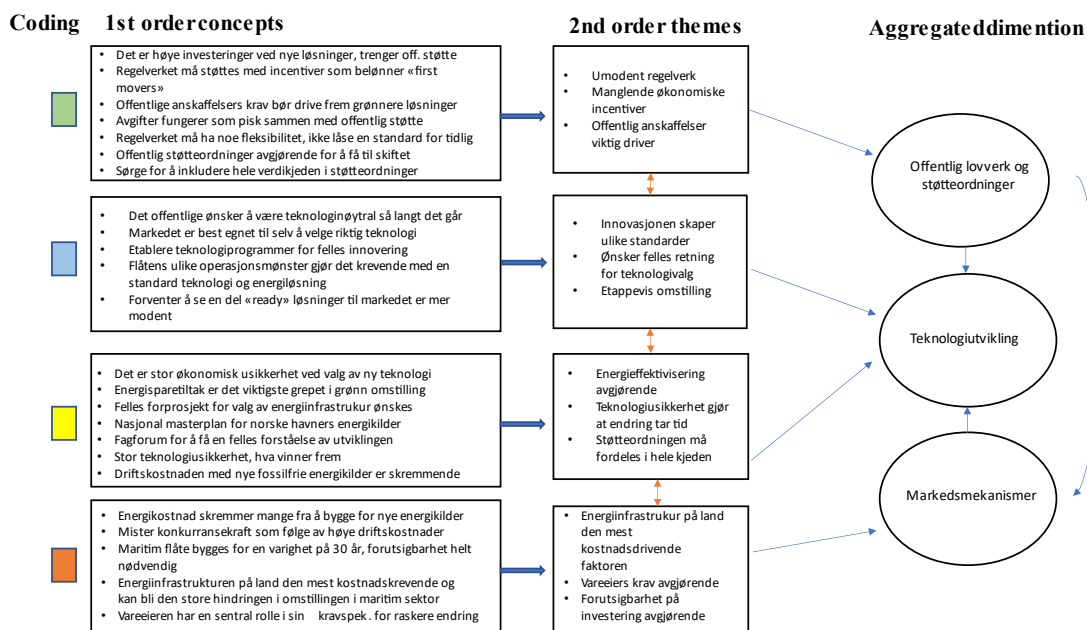 Coding 1st order concepts 2nd order themes Aggregateddimention
• Det er høye investeringer ved nye løsninger, trenger off. støtte
• Regelverket må støttes med incentiver som belønner «first
movers»
• Offentlige anskaffelsers krav bør drive frem grønnere løsninger
• Avgifter fungerer som pisk sammen med offentlig støtte
• Regelverket må ha noe fleksibilitet, ikke låse en standard for tidlig
• Offentlig støtteordninger avgjørende for å få til skiftet
• Sørge for å inkludere hele verdikjeden i støtteordninger
• Umodent regelverk
• Manglende økonomiske
incentiver
• Offentlig anskaffelser
viktig driver
• Det offentlige ønsker å være teknologinøytral så langt det går
• Markedet er best egnet til selv å velge riktig teknologi
• Etablere teknologiprogrammer for felles innovering
• Flåtens ulike operasjonsmønster gjør det krevende med en
standard teknologi og energiløsning
• Forventer å se en del «ready» løsninger til markedet er mer
modent
• Innovasjonen skaper
ulike standarder
• Ønsker felles retning
for teknologivalg
• Etappevis omstilling
• Det er stor økonomisk usikkerhet ved valg av ny teknologi
• Energisparetiltak er det viktigste grepet i grønn omstilling
• Felles forprosjekt for valg av energiinfrastrukur ønskes
• Nasjonal masterplan for norske havners energikilder
• Fagforum for å få en felles forståelse av utviklingen
• Stor teknologiusikkerhet, hva vinner frem
• Driftskostnaden med nye fossilfrie energikilder er skremmende
• Energieffektivisering
avgjørende
• Teknologiusikkerhet gjør
at endring tar tid
• Støtteordningen må
fordeles i hele kjeden
• Energikostnad skremmer mange fra å bygge for nye energikilder
• Mister konkurransekraft som følge av høye driftskostnader
• Maritim flåte bygges for en varighet på 30 år, forutsigbarhet helt
nødvendig
• Energiinfrastrukturen på land den mest kostnadskrevende og
kan bli den store hindringen i omstillingen i maritim sektor
• Vareeieren har en sentral rolle i sin kravspek. for raskere endring
• Energiinfrastrukur på land
den mest
kostnadsdrivende
faktoren
• Vareeiers krav avgjørende
• Forutsigbarhet på
investering avgjørende
Offentlig lovverk og
støtteordninger
Teknologiutvikling
Markedsmekanismer